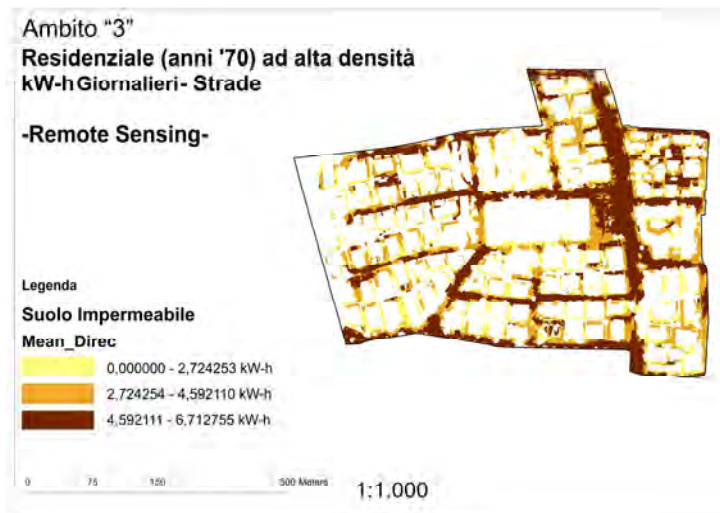 Ambito “3”
Residenziale (anni '70) ad alta densità
kW-h Giornalieri- Strade
-Remote Sensing-
Legenda
Suolo Impermeabile
Mean_Direc
0,000000 - 2,724253 kW-h
2,724254 - 4,592110 kW-h
4,592111 - 6,712755 kW-h
0 75 150 300 Meters
1:1.000